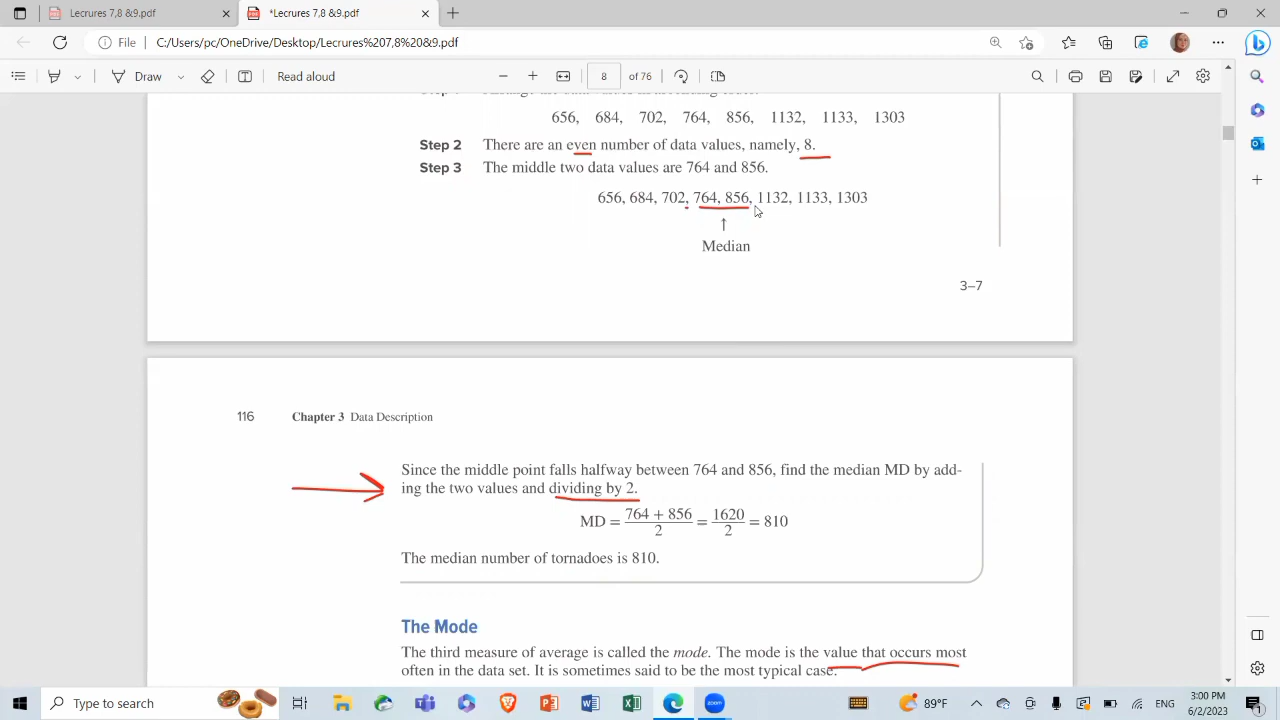 Lectures 7,8 &9.pdf
*Lecrues 7,8 &9.pdf
File
C:/Users/pc/OneDrive/Desktop/Lecrues%207,8%20&9.pdf
Draw
Read aloud
8
of 76
656, 684, 702, 764, 856, 1132, 1133, 1303
Step 2 There are an even number of data values, namely, 8.
Step 3 The middle two data values are 764 and 856.
656, 684, 702, 764, 856, 1132, 1133, 1303
↑
Median
3–7
116 Chapter 3 Data Description
Since the middle point falls halfway between 764 and 856, find the median MD by add-
ing the two values and dividing by 2.
MD = 764 + 856 / 2 = 1620 / 2 = 810
The median number of tornadoes is 810.
The Mode
The third measure of average is called the mode. The mode is the value that occurs most
often in the data set. It is sometimes said to be the most typical case.
Type here to search
zoom
89°F
3:00 PM
6/2/2023